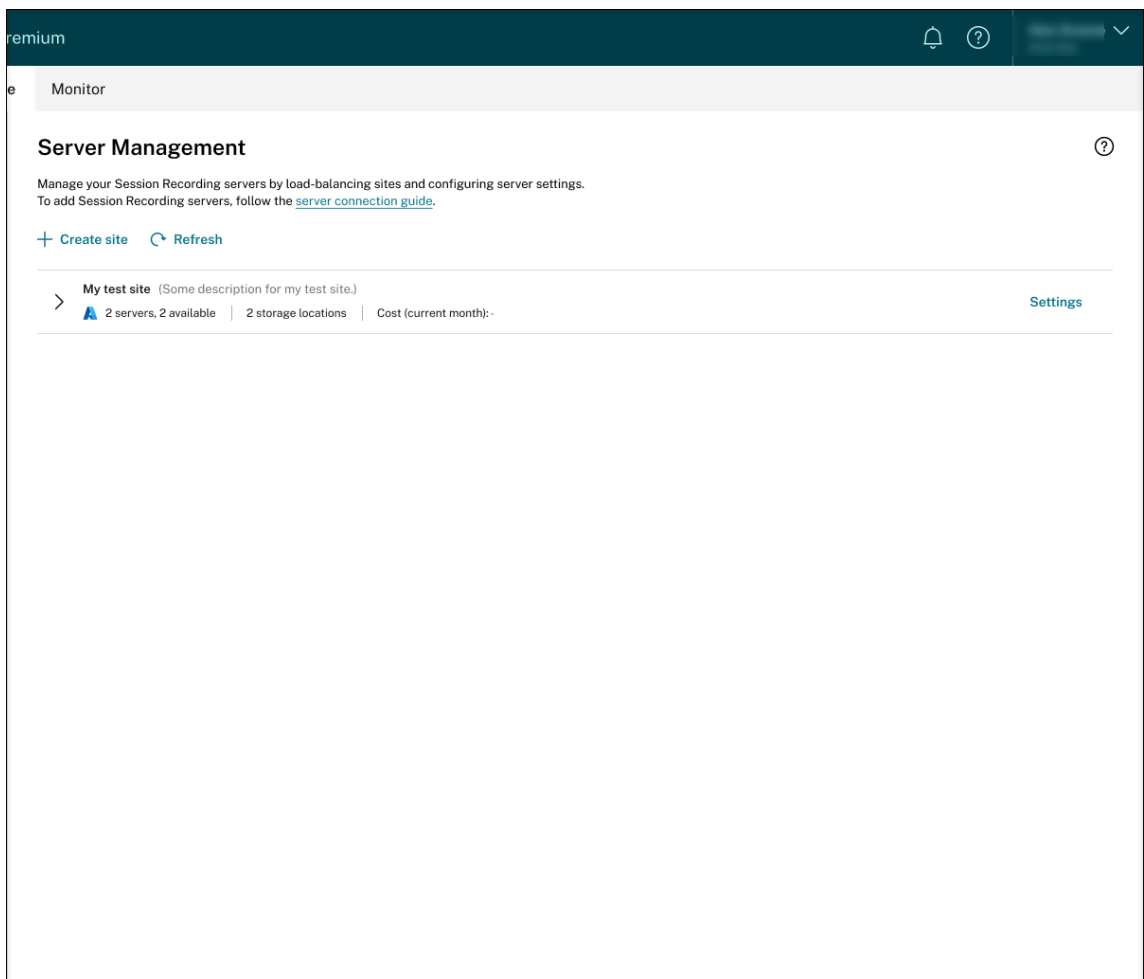 remium
e Monitor
Server Management
Manage your Session Recording servers by load-balancing sites and configuring server settings.
To add Session Recording servers, follow the server connection guide.
Create site Refresh
My test site (Some description for my test site.)
2 servers, 2 available 2 storage locations Cost (current month): -
Settings